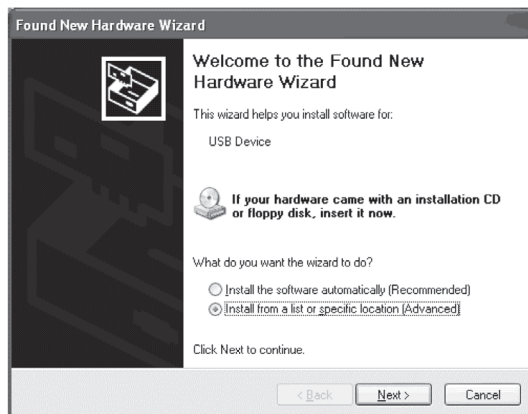 Found New Hardware Wizard
Welcome to the Found New
Hardware Wizard
This wizard helps you install software for:
USB Device
If your hardware came with an installation CD
or floppy disk, insert it now.
What do you want the wizard to do?
Install the software automatically (Recommended)
Install from a list or specific location (Advanced)
Click Next to continue.
< Back
Next >
Cancel